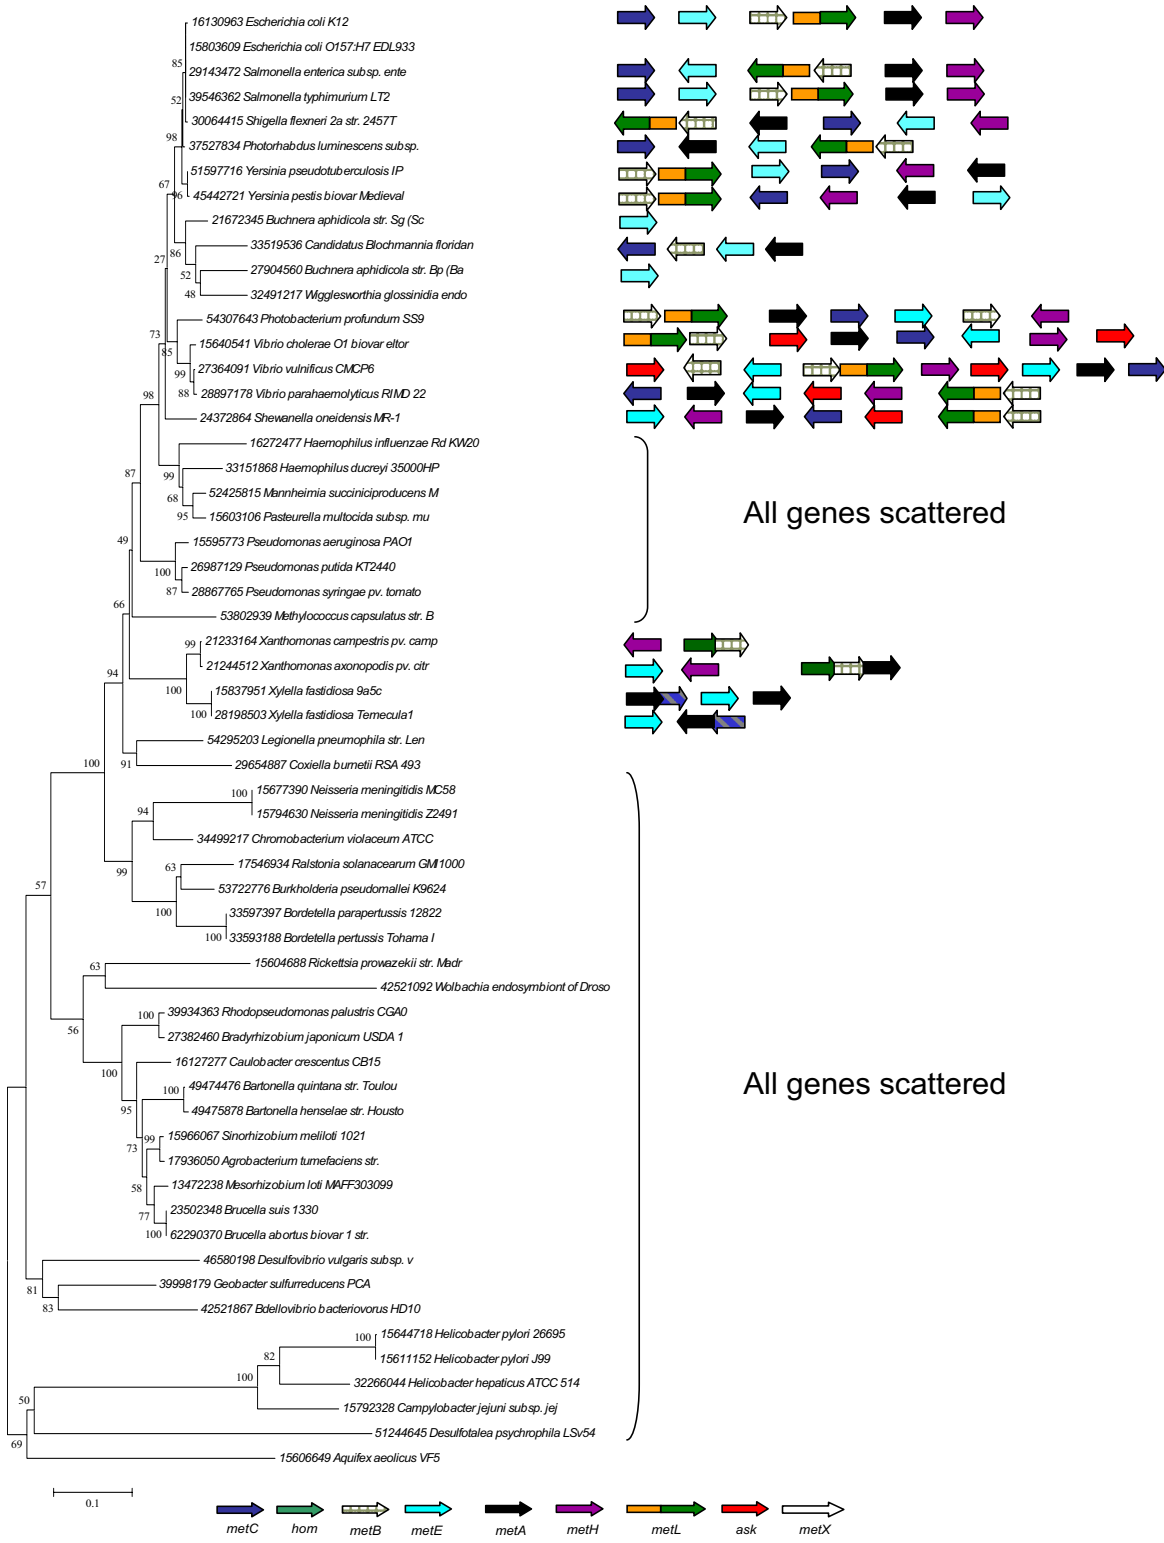 16130963 Escherichia coli K12
15803609 Escherichia coli O157:H7 EDL933
85
29143472 Salmonella enterica subsp. ente
52
39546362 Salmonella typhimurium LT2
30064415 Shigella flexneri 2a str. 2457T
98
37527834 Photorhabdus luminescens subsp.
51597716 Yersinia pseudotuberculosis IP
67
96
45442721 Yersinia pestis biovar Medieval
21672345 Buchnera aphidicola str. Sg (Sc
33519536 Candidatus Blochmannia floridan
86
27
27904560 Buchnera aphidicola str. Bp (Ba
52
48
32491217 Wigglesworthia glossinidia endo
54307643 Photobacterium profundum SS9
73
15640541 Vibrio cholerae O1 biovar eltor
85
27364091 Vibrio vulnificus CMCP6
99
88
28897178 Vibrio parahaemolyticus RIMD 22
98
24372864 Shewanella oneidensis MR-1
16272477 Haemophilus influenzae Rd KW20
33151868 Haemophilus ducreyi 35000HP
87
99
52425815 Mannheimia succiniciproducens M
68
95
15603106 Pasteurella multocida subsp. mu
All genes scattered
15595773 Pseudomonas aeruginosa PAO1
49
26987129 Pseudomonas putida KT2440
100
87
28867765 Pseudomonas syringae pv. tomato
66
53802939 Methylococcus capsulatus str. B
21233164 Xanthomonas campestris pv. camp
99
21244512 Xanthomonas axonopodis pv. citr
94
100
15837951 Xylella fastidiosa 9a5c
100
28198503 Xylella fastidiosa Temecula1
54295203 Legionella pneumophila str. Len
100
91
29654887 Coxiella burnetii RSA 493
15677390 Neisseria meningitidis MC58
100
15794630 Neisseria meningitidis Z2491
94
34499217 Chromobacterium violaceum ATCC
17546934 Ralstonia solanacearum GMI1000
63
99
53722776 Burkholderia pseudomallei K9624
57
100
33597397 Bordetella parapertussis 12822
100
33593188 Bordetella pertussis Tohama I
15604688 Rickettsia prowazekii str. Madr
63
42521092 Wolbachia endosymbiont of Droso
39934363 Rhodopseudomonas palustris CGA0
100
56
27382460 Bradyrhizobium japonicum USDA 1
16127277 Caulobacter crescentus CB15
100
49474476 Bartonella quintana str. Toulou
100
All genes scattered
49475878 Bartonella henselae str. Housto
95
15966067 Sinorhizobium meliloti 1021
99
73
17936050 Agrobacterium tumefaciens str.
13472238 Mesorhizobium loti MAFF303099
58
23502348 Brucella suis 1330
77
100
62290370 Brucella abortus biovar 1 str.
46580198 Desulfovibrio vulgaris subsp. v
39998179 Geobacter sulfurreducens PCA
81
83
42521867 Bdellovibrio bacteriovorus HD10
15644718 Helicobacter pylori 26695
100
15611152 Helicobacter pylori J99
82
32266044 Helicobacter hepaticus ATCC 514
100
15792328 Campylobacter jejuni subsp. jej
50
51244645 Desulfotalea psychrophila LSv54
69
15606649 Aquifex aeolicus VF5
0.1
metC hom metB metE metA metH metL ask metX